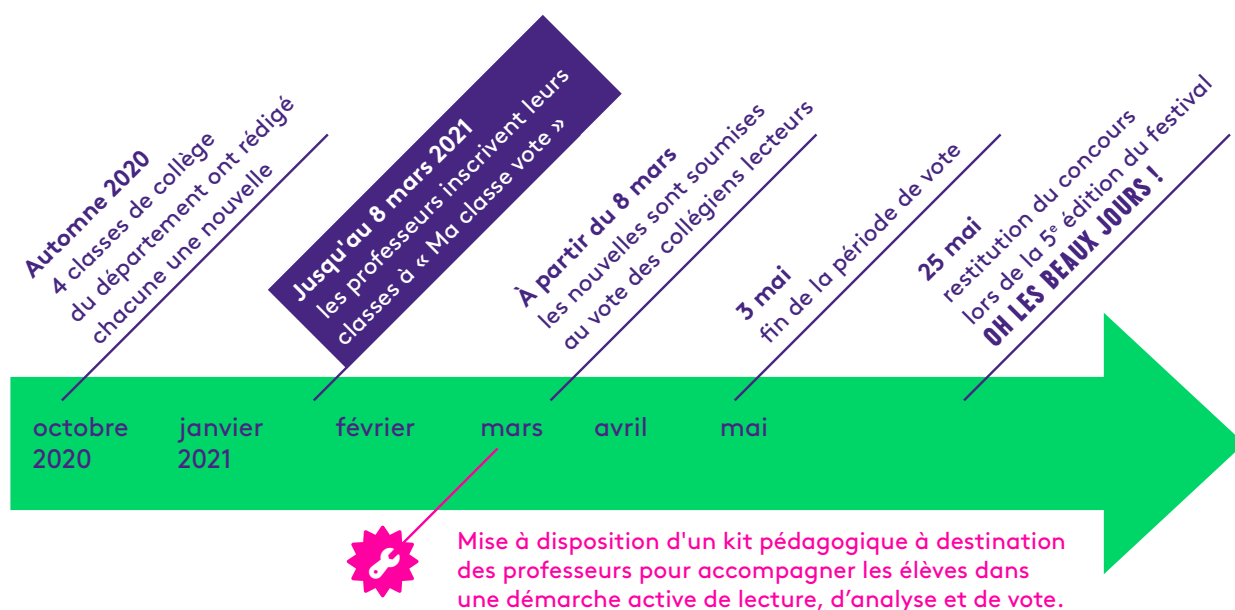 Automne 2020
4 classes de collège
du département ont rédigé
chacune une nouvelle
Jusqu'au 8 mars 2021
les professeurs inscrivent leurs
classes à « Ma classe vote »
À partir du 8 mars
les nouvelles sont soumises
au vote des collégiens lecteurs
3 mai
fin de la période de vote
25 mai
restitution du concours
lors de la 5e édition du festival
OH LES BEAUX JOURS !
octobre
2020
janvier
2021
février
mars
avril
mai
Mise à disposition d'un kit pédagogique à destination
des professeurs pour accompagner les élèves dans
une démarche active de lecture, d’analyse et de vote.